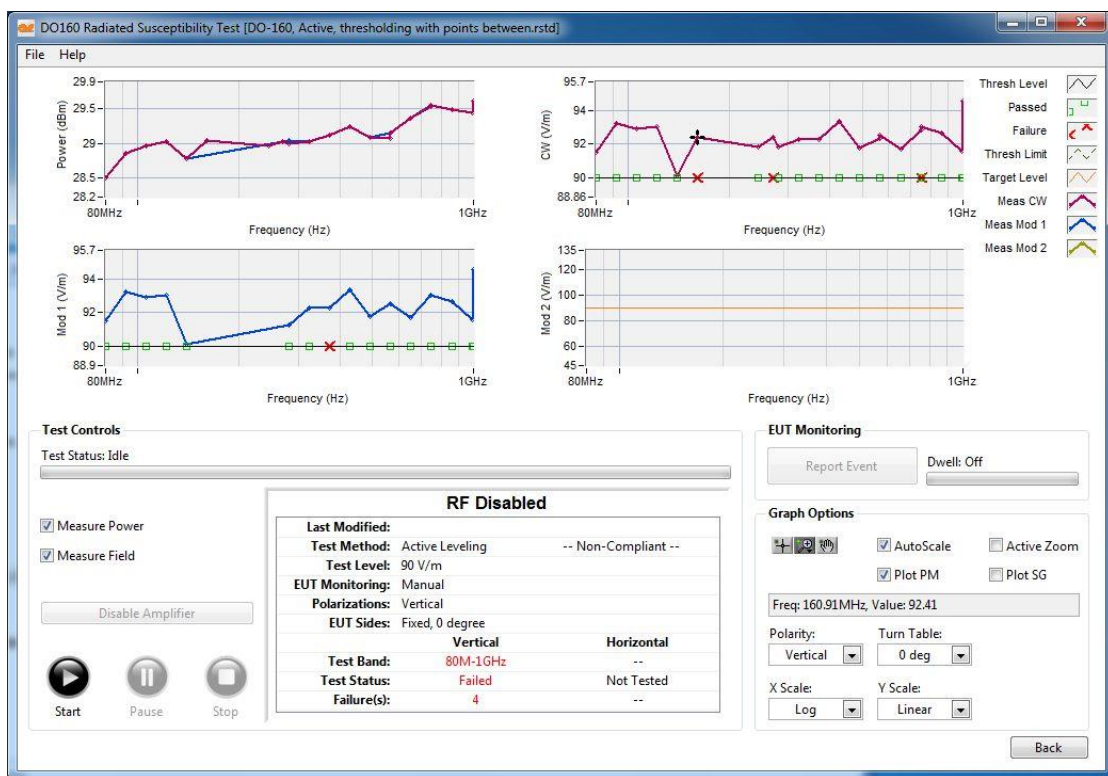 DO160 Radiated Susceptibility Test [DO-160, Active, thresholding with points between.rstd]
File Help
29.9
29.5
29
28.5
28.2
Power (dBm)
80MHz
1GHz
Frequency (Hz)
95.7
94
92
90
88.86
CW (V/m)
80MHz
1GHz
Frequency (Hz)
Thresh Level
Passed
Failure
Thresh Limit
Target Level
Meas CW
Meas Mod 1
Meas Mod 2
95.7
94
92
90
88.9
Mod 1 (V/m)
80MHz
1GHz
Frequency (Hz)
135
120
100
80
60
45
Mod 2 (V/m)
80MHz
1GHz
Frequency (Hz)
Test Controls
Test Status: Idle
Measure Power
Measure Field
Disable Amplifier
Start Pause Stop
RF Disabled
Last Modified:
Test Method: Active Leveling -- Non-Compliant --
Test Level: 90 V/m
EUT Monitoring: Manual
Polarizations: Vertical
EUT Sides: Fixed, 0 degree
Vertical Horizontal
Test Band: 80M-1GHz --
Test Status: Failed Not Tested
Failure(s): 4 --
EUT Monitoring
Report Event
Dwell: Off
Graph Options
AutoScale Active Zoom
Plot PM Plot SG
Freq: 160.91MHz, Value: 92.41
Polarity: Turn Table:
Vertical 0 deg
X Scale: Y Scale:
Log Linear
Back